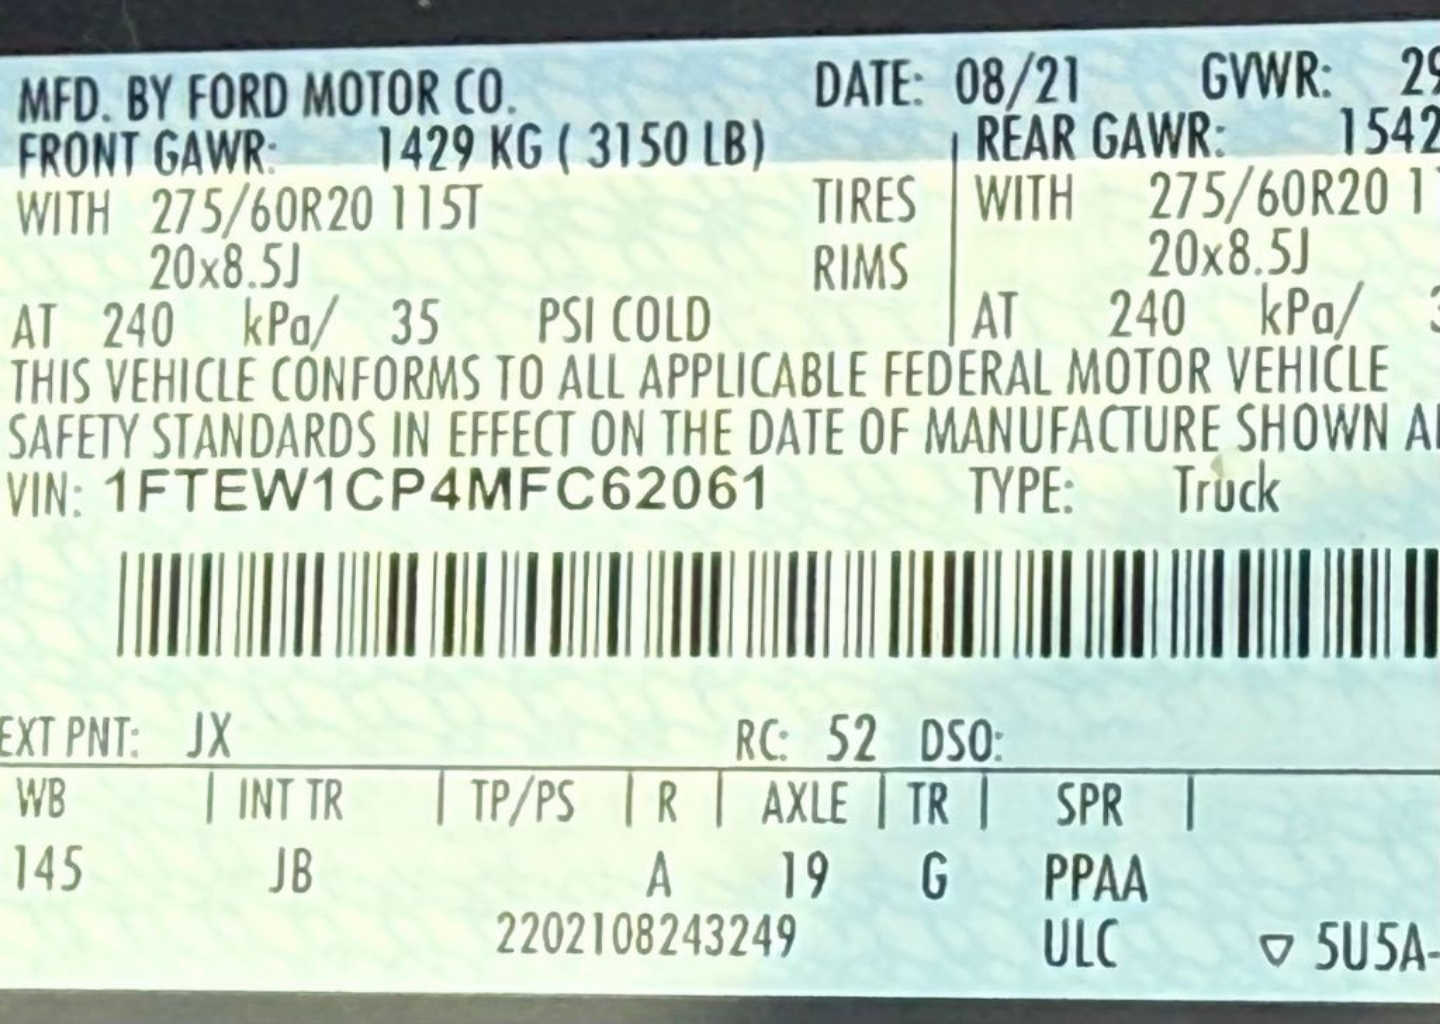 MFD. BY FORD MOTOR CO. DATE: 08/21 GVWR: 29
FRONT GAWR: 1429 KG ( 3150 LB) REAR GAWR: 1542
WITH 275/60R20 115T TIRES WITH 275/60R20 11
20x8.5J RIMS 20x8.5J
AT 240 kPa/ 35 PSI COLD AT 240 kPa/ 3
THIS VEHICLE CONFORMS TO ALL APPLICABLE FEDERAL MOTOR VEHICLE
SAFETY STANDARDS IN EFFECT ON THE DATE OF MANUFACTURE SHOWN A
VIN: 1FTEW1CP4MFC62061 TYPE: Truck
EXT PNT: JX RC: 52 DSO:
WB | INT TR | TP/PS | R | AXLE | TR | SPR |
145 JB A 19 G PPAA
2202108243249 ULC ▽ 5U5A-